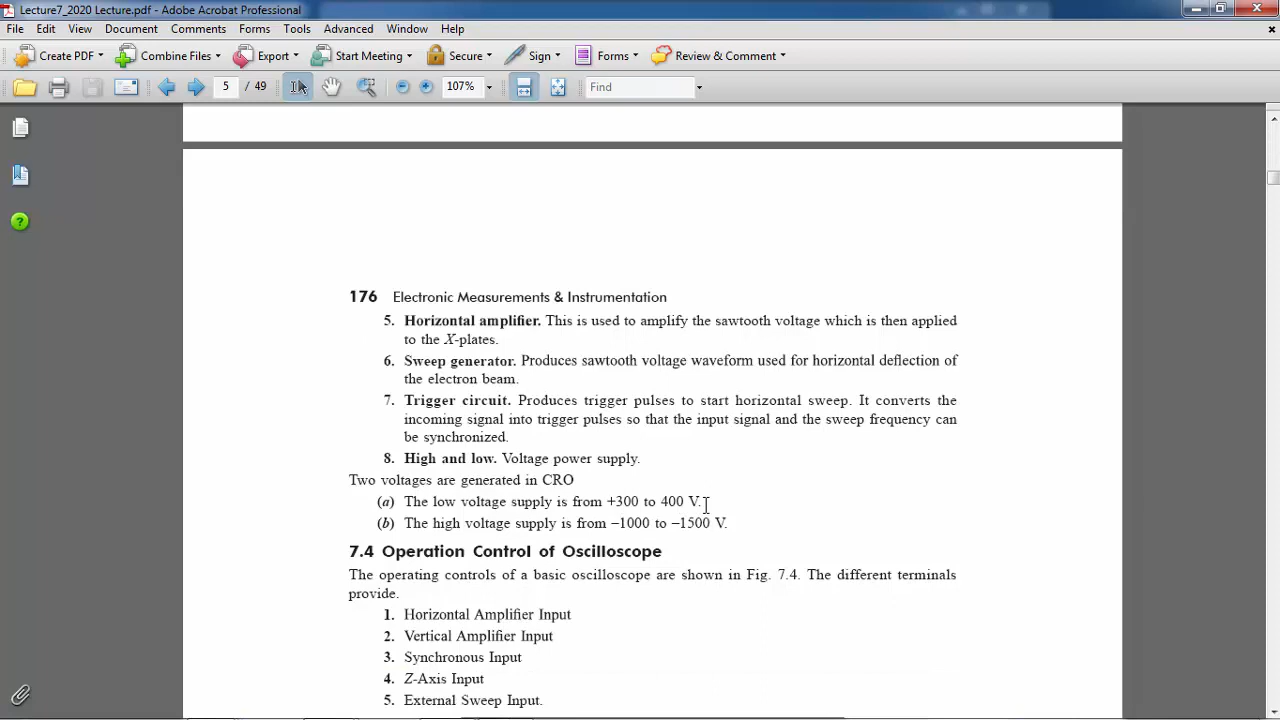 Lecture7_2020 Lecture.pdf - Adobe Acrobat Professional
File Edit View Document Comments Forms Tools Advanced Window Help
Create PDF Combine Files Export Start Meeting Secure Sign Forms Review & Comment
5 / 49 107% Find
176 Electronic Measurements & Instrumentation
5. Horizontal amplifier. This is used to amplify the sawtooth voltage which is then applied
to the X-plates.
6. Sweep generator. Produces sawtooth voltage waveform used for horizontal deflection of
the electron beam.
7. Trigger circuit. Produces trigger pulses to start horizontal sweep. It converts the
incoming signal into trigger pulses so that the input signal and the sweep frequency can
be synchronized.
8. High and low. Voltage power supply.
Two voltages are generated in CRO
(a) The low voltage supply is from +300 to 400 V.
(b) The high voltage supply is from –1000 to –1500 V.
7.4 Operation Control of Oscilloscope
The operating controls of a basic oscilloscope are shown in Fig. 7.4. The different terminals
provide.
1. Horizontal Amplifier Input
2. Vertical Amplifier Input
3. Synchronous Input
4. Z-Axis Input
5. External Sweep Input.